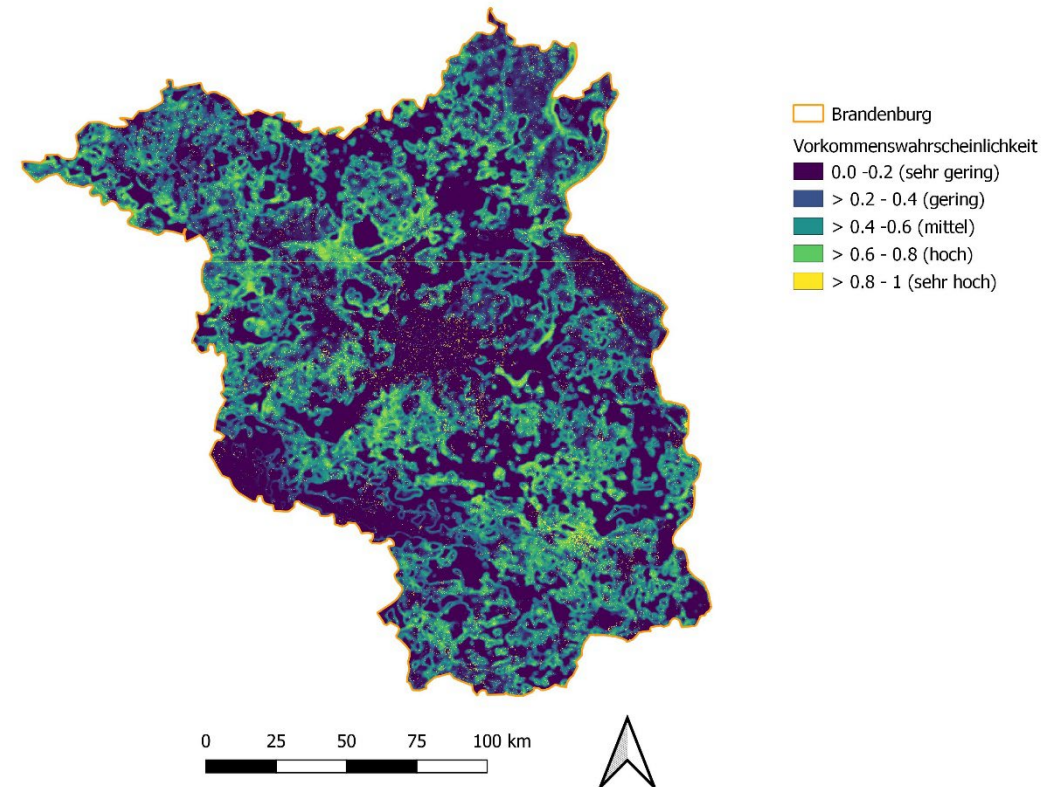 Brandenburg
Vorkommenswahrscheinlichkeit
0.0 -0.2 (sehr gering)
> 0.2 - 0.4 (gering)
> 0.4 -0.6 (mittel)
> 0.6 - 0.8 (hoch)
> 0.8 - 1 (sehr hoch)
0 25 50 75 100 km